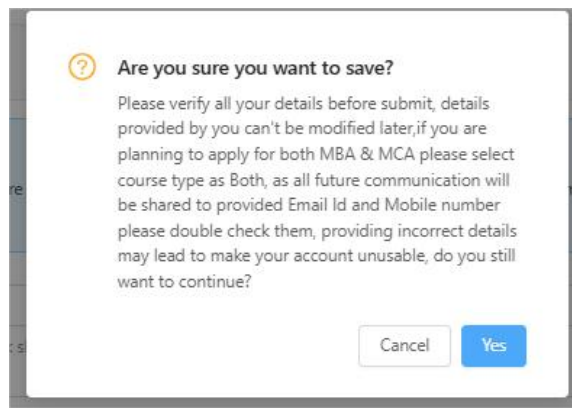 Are you sure you want to save?
Please verify all your details before submit, details
provided by you can't be modified later,if you are
planning to apply for both MBA & MCA please select
course type as Both, as all future communication will
be shared to provided Email Id and Mobile number
please double check them, providing incorrect details
may lead to make your account unusable, do you still
want to continue?
Cancel Yes